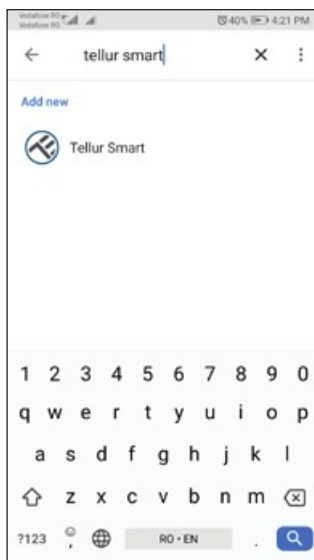 Vodafone RO
Vodafone RO
40% 4:21 PM
tellur smart
Add new
Tellur Smart
1 2 3 4 5 6 7 8 9 0
q w e r t y u i o p
a s d f g h j k l
z x c v b n m
?123 , RO • EN .